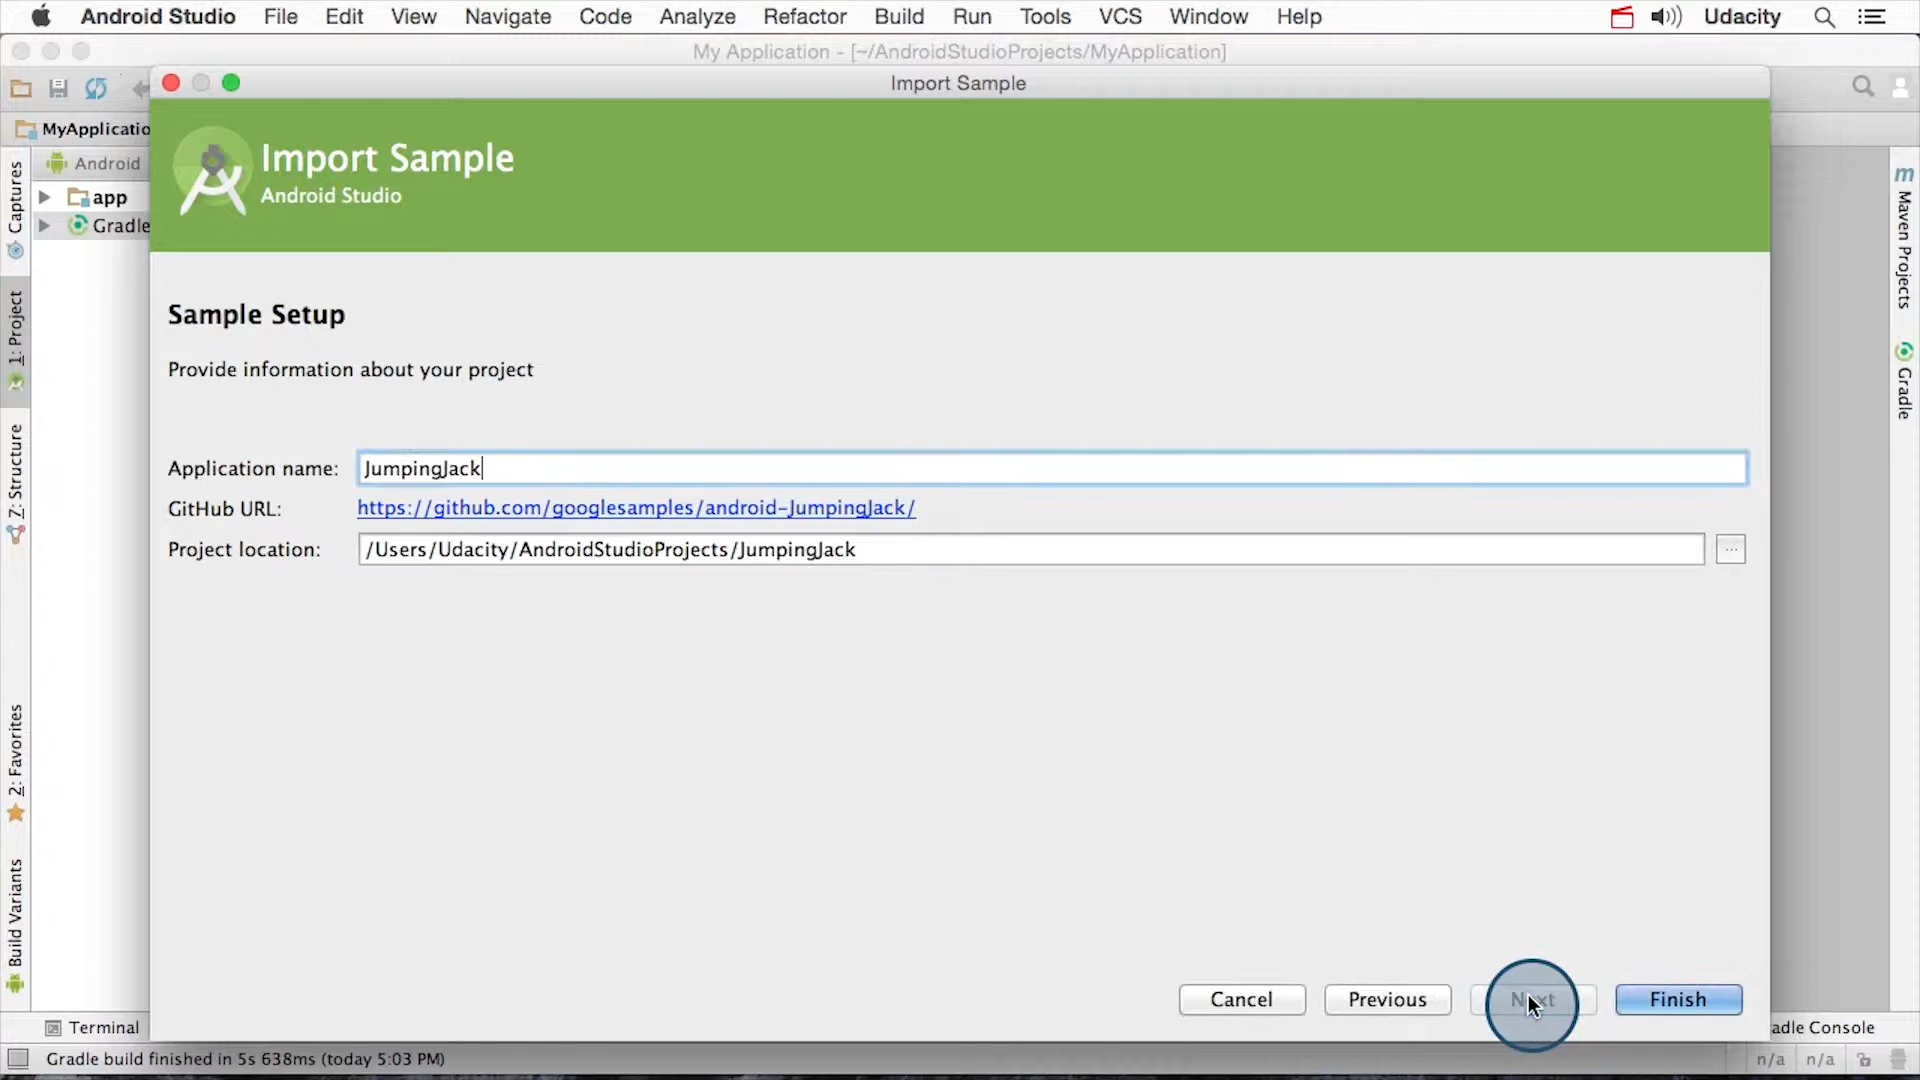 Android Studio File Edit View Navigate Code Analyze Refactor Build Run Tools VCS Window Help Udacity
My Application - [~/AndroidStudioProjects/MyApplication]
Import Sample
MyApplicatio
Android
app
Gradle
Captures
1: Project
7: Structure
2: Favorites
Build Variants
Import Sample
Android Studio
Sample Setup
Provide information about your project
Application name: JumpingJack
GitHub URL: https://github.com/googlesamples/android-JumpingJack/
Project location: /Users/Udacity/AndroidStudioProjects/JumpingJack ...
Cancel Previous Next Finish
m
Maven Projects
Gradle
Terminal
adle Console
Gradle build finished in 5s 638ms (today 5:03 PM)
n/a n/a